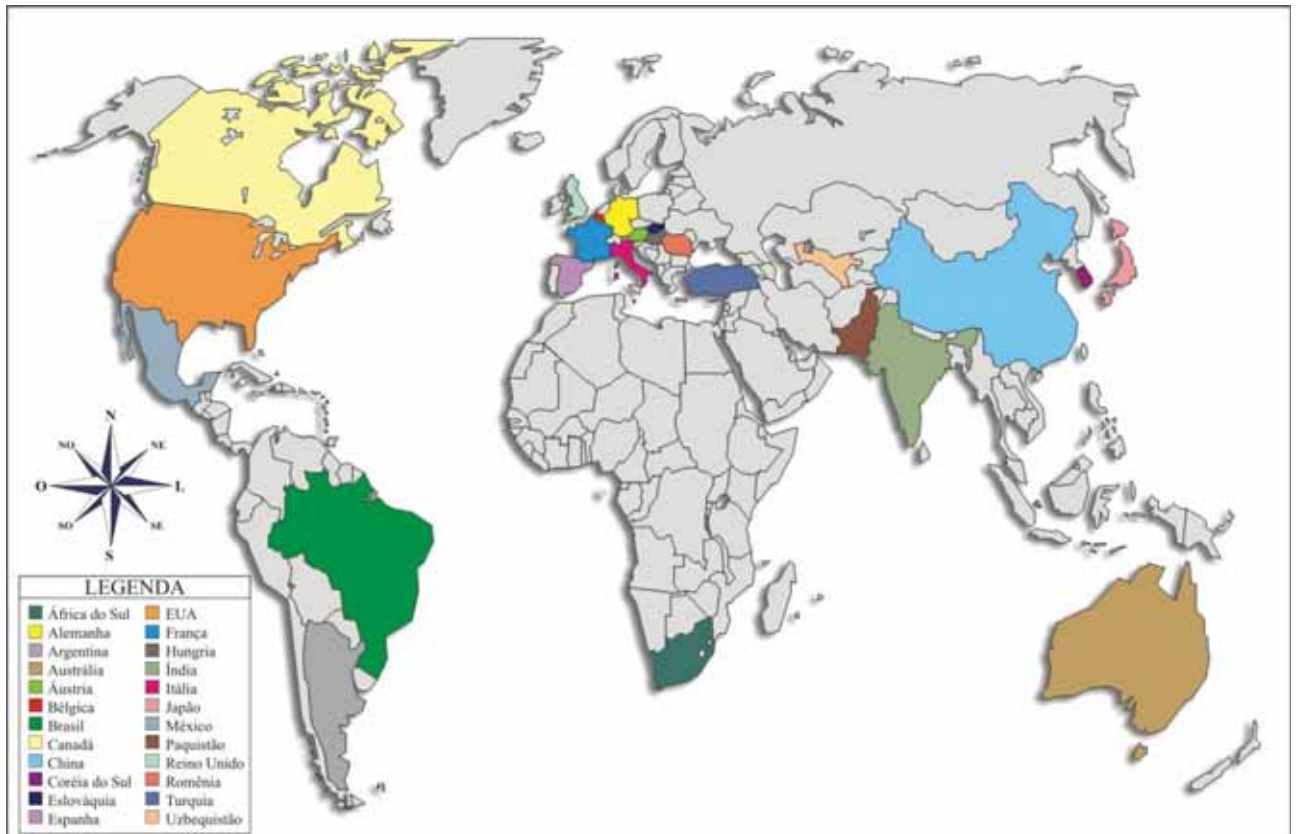 N
NO
NE
O
L
SO
SE
S
LEGENDA
África do Sul
Alemanha
Argentina
Austrália
Áustria
Bélgica
Brasil
Canadá
China
Coréia do Sul
Eslováquia
Espanha
EUA
França
Hungria
Índia
Itália
Japão
México
Paquistão
Reino Unido
Romênia
Turquia
Uzbequistão